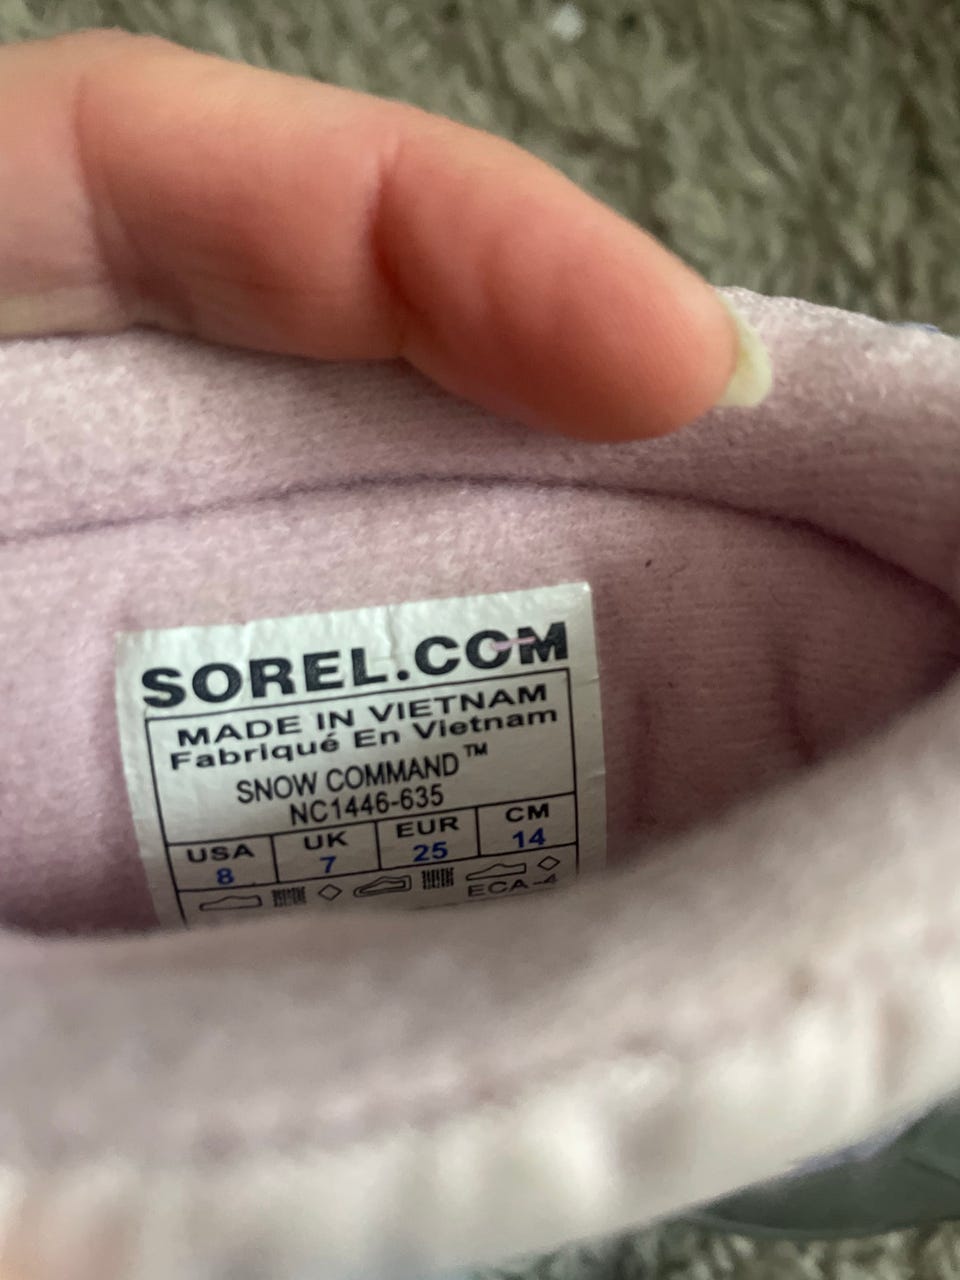 SOREL.COM
MADE IN VIETNAM
Fabriqué En Vietnam
SNOW COMMAND™
NC1446-635
USA UK EUR CM
8 7 25 14
ECA-4